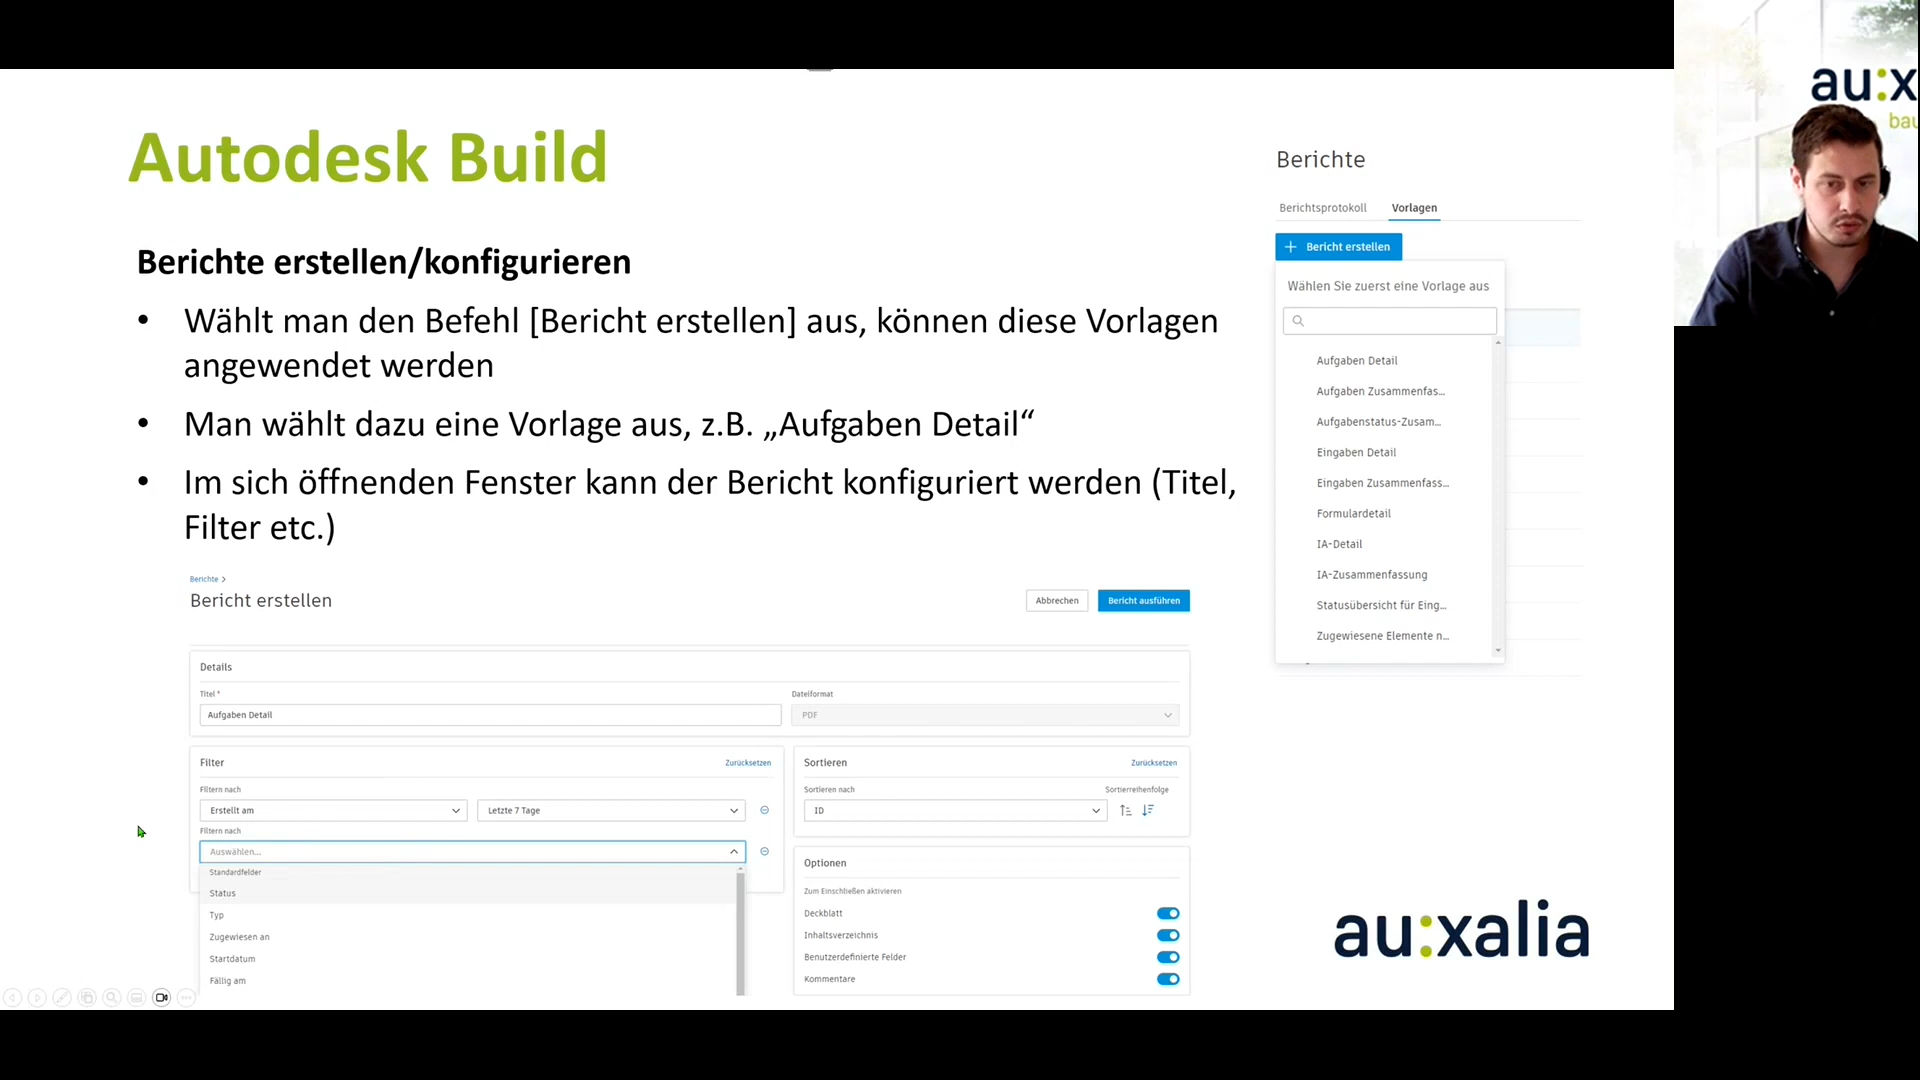 Autodesk Build
Berichte erstellen/konfigurieren
• Wählt man den Befehl [Bericht erstellen] aus, können diese Vorlagen
angewendet werden
• Man wählt dazu eine Vorlage aus, z.B. „Aufgaben Detail“
• Im sich öffnenden Fenster kann der Bericht konfiguriert werden (Titel,
Filter etc.)
Berichte >
Bericht erstellen
Abbrechen
Bericht ausführen
Details
Titel *
Dateiformat
Aufgaben Detail
PDF
Filter
Zurücksetzen
Filtern nach
Erstellt am
Letzte 7 Tage
Filtern nach
Auswählen...
Standardfelder
Status
Typ
Zugewiesen an
Startdatum
Fällig am
Sortieren
Zurücksetzen
Sortieren nach
Sortierreihenfolge
ID
Optionen
Zum Einschließen aktivieren
Deckblatt
Inhaltsverzeichnis
Benutzerdefinierte Felder
Kommentare
Berichte
Berichtsprotokoll
Vorlagen
+ Bericht erstellen
Wählen Sie zuerst eine Vorlage aus
Aufgaben Detail
Aufgaben Zusammenfas...
Aufgabenstatus-Zusam...
Eingaben Detail
Eingaben Zusammenfass...
Formulardetail
IA-Detail
IA-Zusammenfassung
Statusübersicht für Eing...
Zugewiesene Elemente n...
au:xalia
au:x
bau